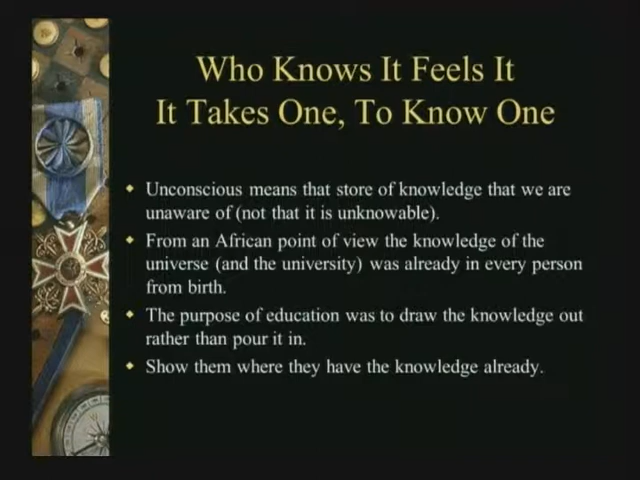 Who Knows It Feels It
It Takes One, To Know One
Unconscious means that store of knowledge that we are
unaware of (not that it is unknowable).
From an African point of view the knowledge of the
universe (and the university) was already in every person
from birth.
The purpose of education was to draw the knowledge out
rather than pour it in.
Show them where they have the knowledge already.